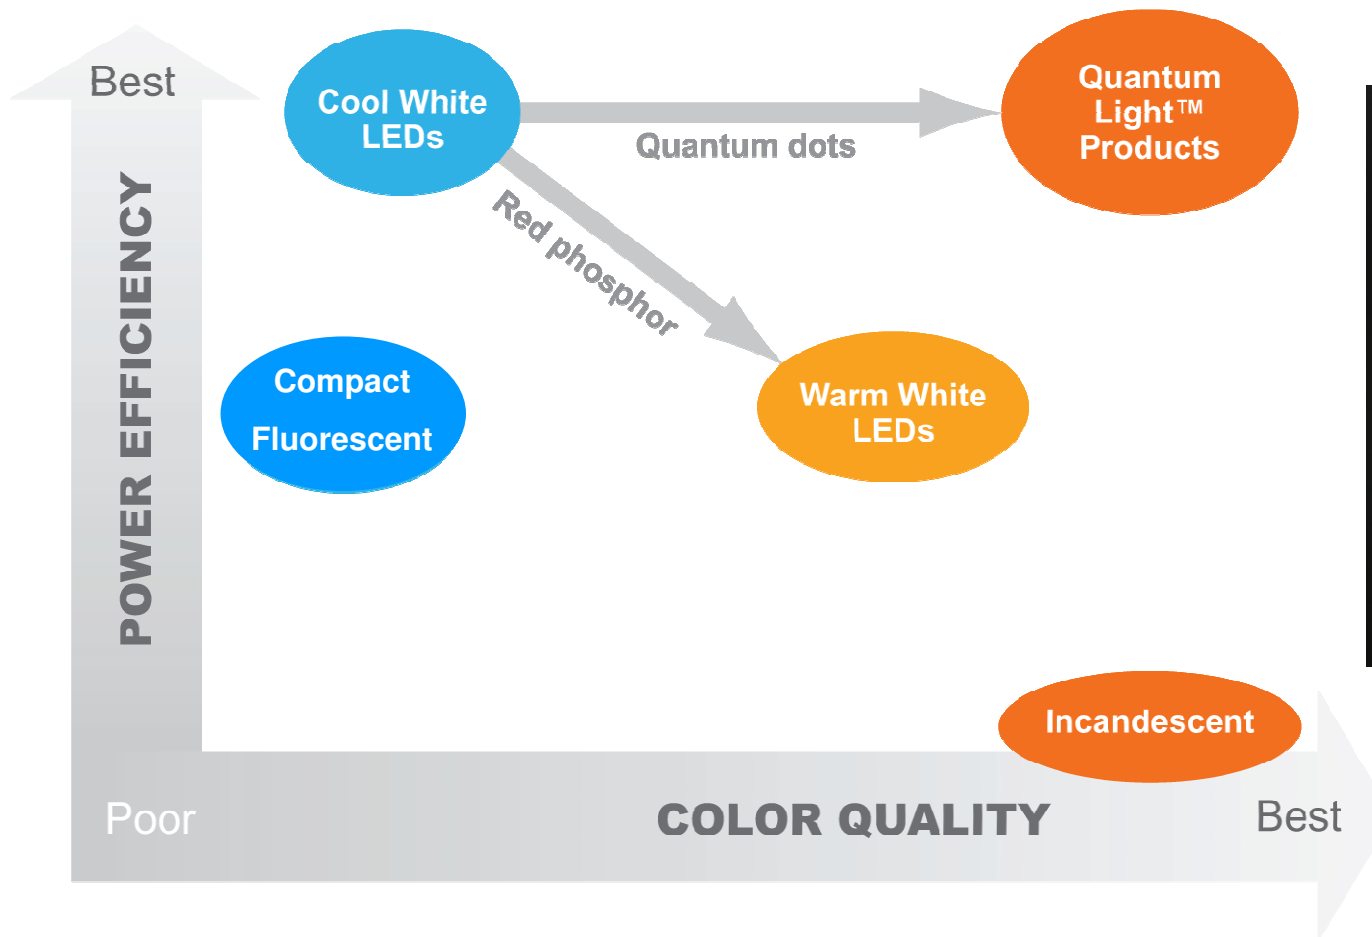 Best
Cool White
LEDs
Quantum
Light™
Products
Quantum dots
Red phosphor
POWER EFFICIENCY
Compact
Fluorescent
Warm White
LEDs
Incandescent
Poor
COLOR QUALITY
Best